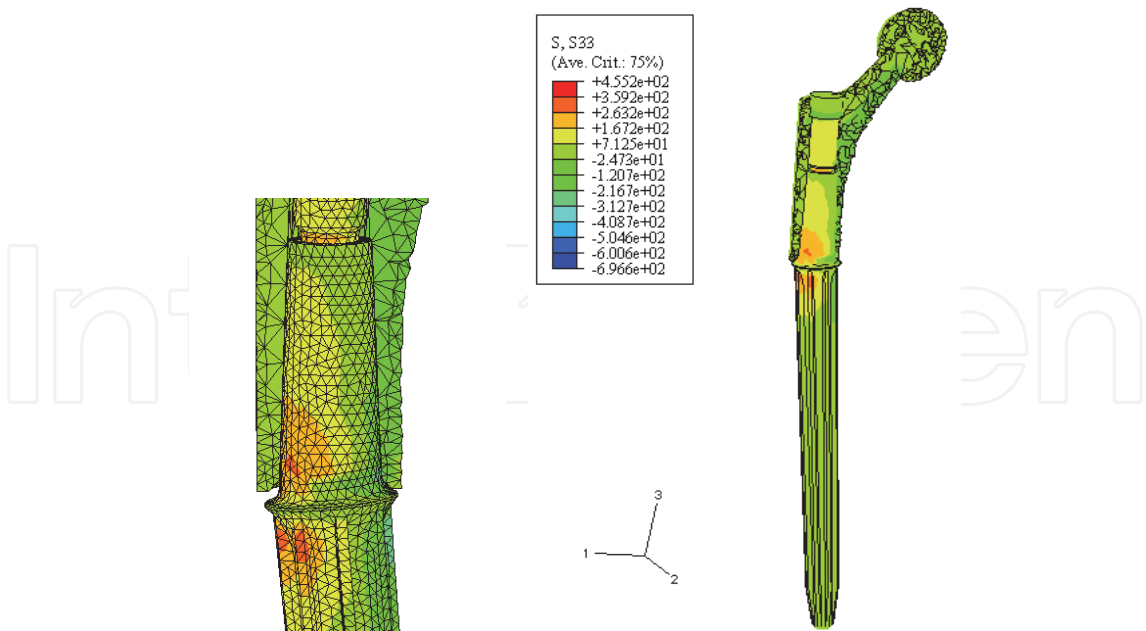 S, S33
(Ave. Crit.: 75%)
+4.552e+02
+3.592e+02
+2.632e+02
+1.672e+02
+7.125e+01
-2.473e+01
-1.207e+02
-2.167e+02
-3.127e+02
-4.087e+02
-5.046e+02
-6.006e+02
-6.966e+02
3
1
2